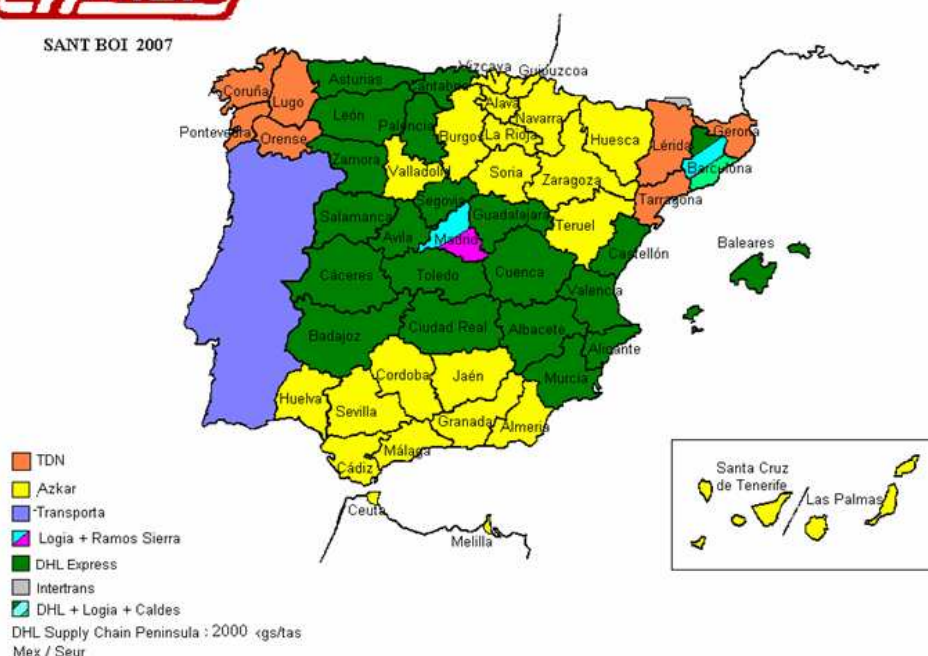 SANT BOI 2007
Vizcaya
Guipuzcoa
Asturias
Cantabria
Coruña
Lugo
Alava
Navarra
León
Palencia
Burgos
La Rioja
Huesca
Lérida
Gerona
Pontevedra
Orense
Barcelona
Zamora
Valladolid
Soria
Zaragoza
Segovia
Tarragona
Salamanca
Guadalajara
Teruel
Avila
Madrid
Baleares
Castellón
Cáceres
Toledo
Cuenca
Valencia
Badajoz
Ciudad Real
Albacete
Alicante
Murcia
Cordoba
Jaén
Huelva
Sevilla
Granada
Almeria
Málaga
Cádiz
Ceuta
Melilla
Santa Cruz
de Tenerife
Las Palmas
TDN
Azkar
Transporta
Logia + Ramos Sierra
DHL Express
Intertrans
DHL + Logia + Caldes
DHL Supply Chain Peninsula : 2000 <gs/tas
Mex / Seur